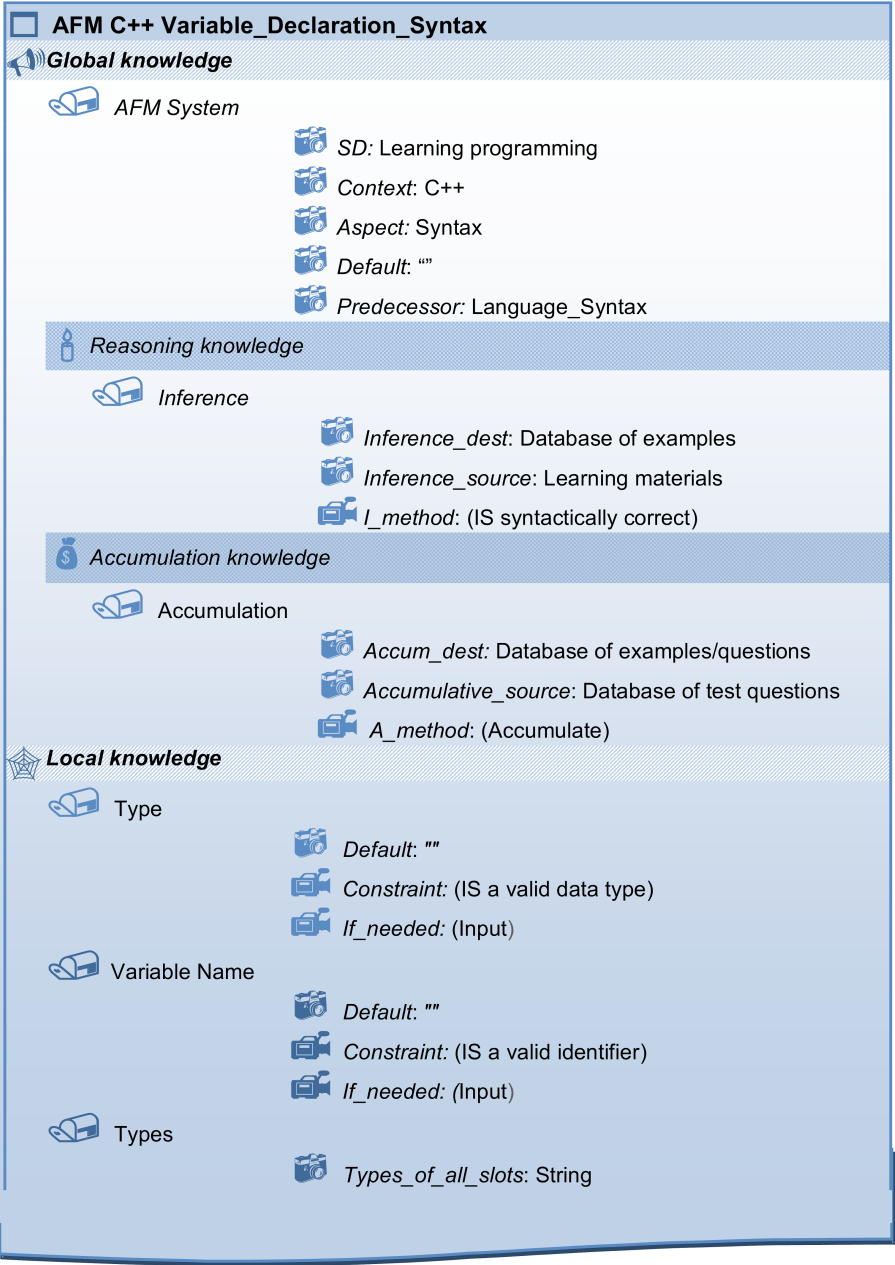 AFM C++ Variable_Declaration_Syntax
Global knowledge
AFM System
SD: Learning programming
Context: C++
Aspect: Syntax
Default: “”
Predecessor: Language_Syntax
Reasoning knowledge
Inference
Inference_dest: Database of examples
Inference_source: Learning materials
I_method: (IS syntactically correct)
$ Accumulation knowledge
Accumulation
Accum_dest: Database of examples/questions
Accumulative_source: Database of test questions
A_method: (Accumulate)
Local knowledge
Type
Default: ""
Constraint: (IS a valid data type)
If_needed: (Input)
Variable Name
Default: ""
Constraint: (IS a valid identifier)
If_needed: (Input)
Types
Types_of_all_slots: String